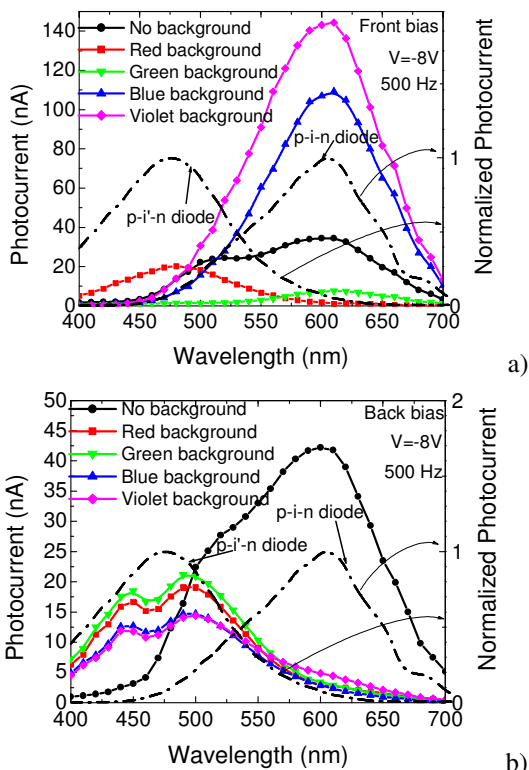 140
120
100
80
60
40
20
0
400 450 500 550 600 650 700
1
0
No background
Red background
Green background
Blue background
Violet background
Front bias
V=-8V
500 Hz
p-i-n diode
p-i'-n diode
Photocurrent (nA)
Normalized Photocurrent
Wavelength (nm)
a)
50
45
40
35
30
25
20
15
10
5
0
400 450 500 550 600 650 700
2
1
0
No background
Red background
Green background
Blue background
Violet background
Back bias
V=-8V
500 Hz
p-i-n diode
p-i'-n diode
Photocurrent (nA)
Normalized Photocurrent
Wavelength (nm)
b)